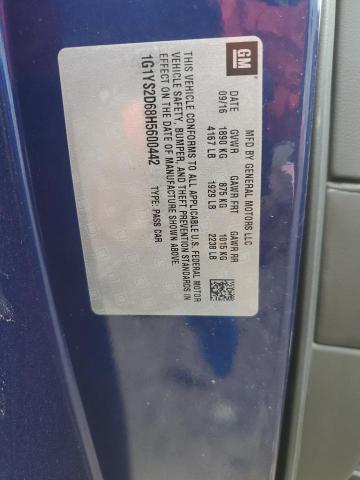 GM
MFD BY GENERAL MOTORS LLC
DATE GVWR GAWR FRT GAWR RR
09/16 1890 KG 875 KG 1015 KG
4167 LB 1929 LB 2238 LB
THIS VEHICLE CONFORMS TO ALL APPLICABLE U.S. FEDERAL MOTOR
VEHICLE SAFETY, BUMPER, AND THEFT PREVENTION STANDARDS IN
EFFECT ON THE DATE OF MANUFACTURE SHOWN ABOVE.
1G1YS2D68H5600442 TYPE: PASS CAR